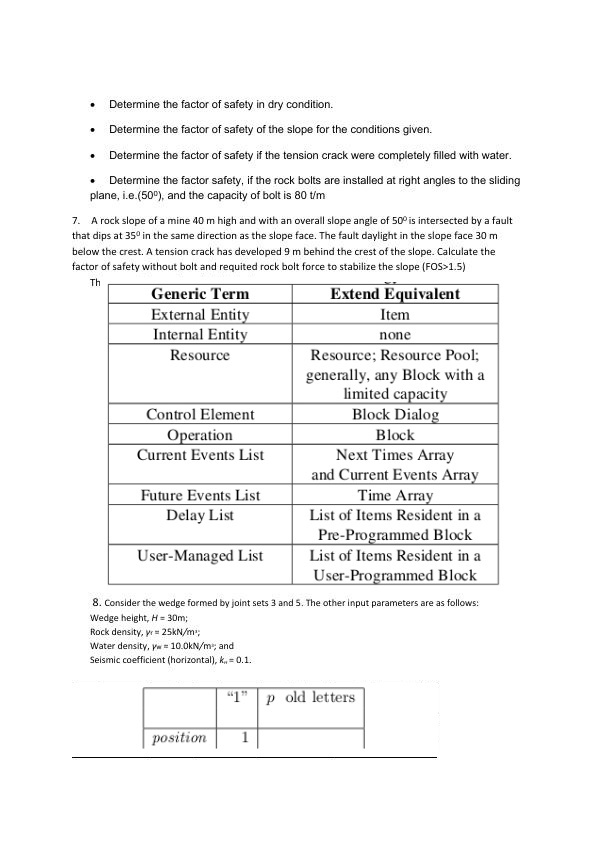 • Determine the factor of safety in dry condition.
• Determine the factor of safety of the slope for the conditions given.
• Determine the factor of safety if the tension crack were completely filled with water.
• Determine factor safety, if the rock bolts are installed at right angles to the sliding
plane, i.e.(50⁰), and the capacity of bolt is 80 t/m
7. A rock slope of a mine 40 m high and with an overall slope angle of 50⁰ is intersected by a fault
that dips at 35⁰ in the same direction as the slope face. The fault daylight in the slope face 30 m
below the crest. A tension crack has developed 9 m behind the crest of the slope. Calculate the
factor of safety without bolt and requited rock bolt force to stabilize the slope (FOS>1.5)
Th
Generic Term Extend Equivalent
External Entity Item
Internal Entity none
Resource Resource; Resource Pool;
generally, any Block with a
limited capacity
Control Element Block Dialog
Operation Block
Current Events List Next Times Array
and Current Events Array
Future Events List Time Array
Delay List List of Items Resident in a
Pre-Programmed Block
User-Managed List List of Items Resident in a
User-Programmed Block
8. Consider the wedge formed by joint sets 3 and 5. The other input parameters are as follows:
Wedge height, H = 30m;
Rock density, γr = 25kN/m³;
Water density, γw = 10.0kN/m³; and
Seismic coefficient (horizontal), = 0.1.
“1” p old letters
position 1